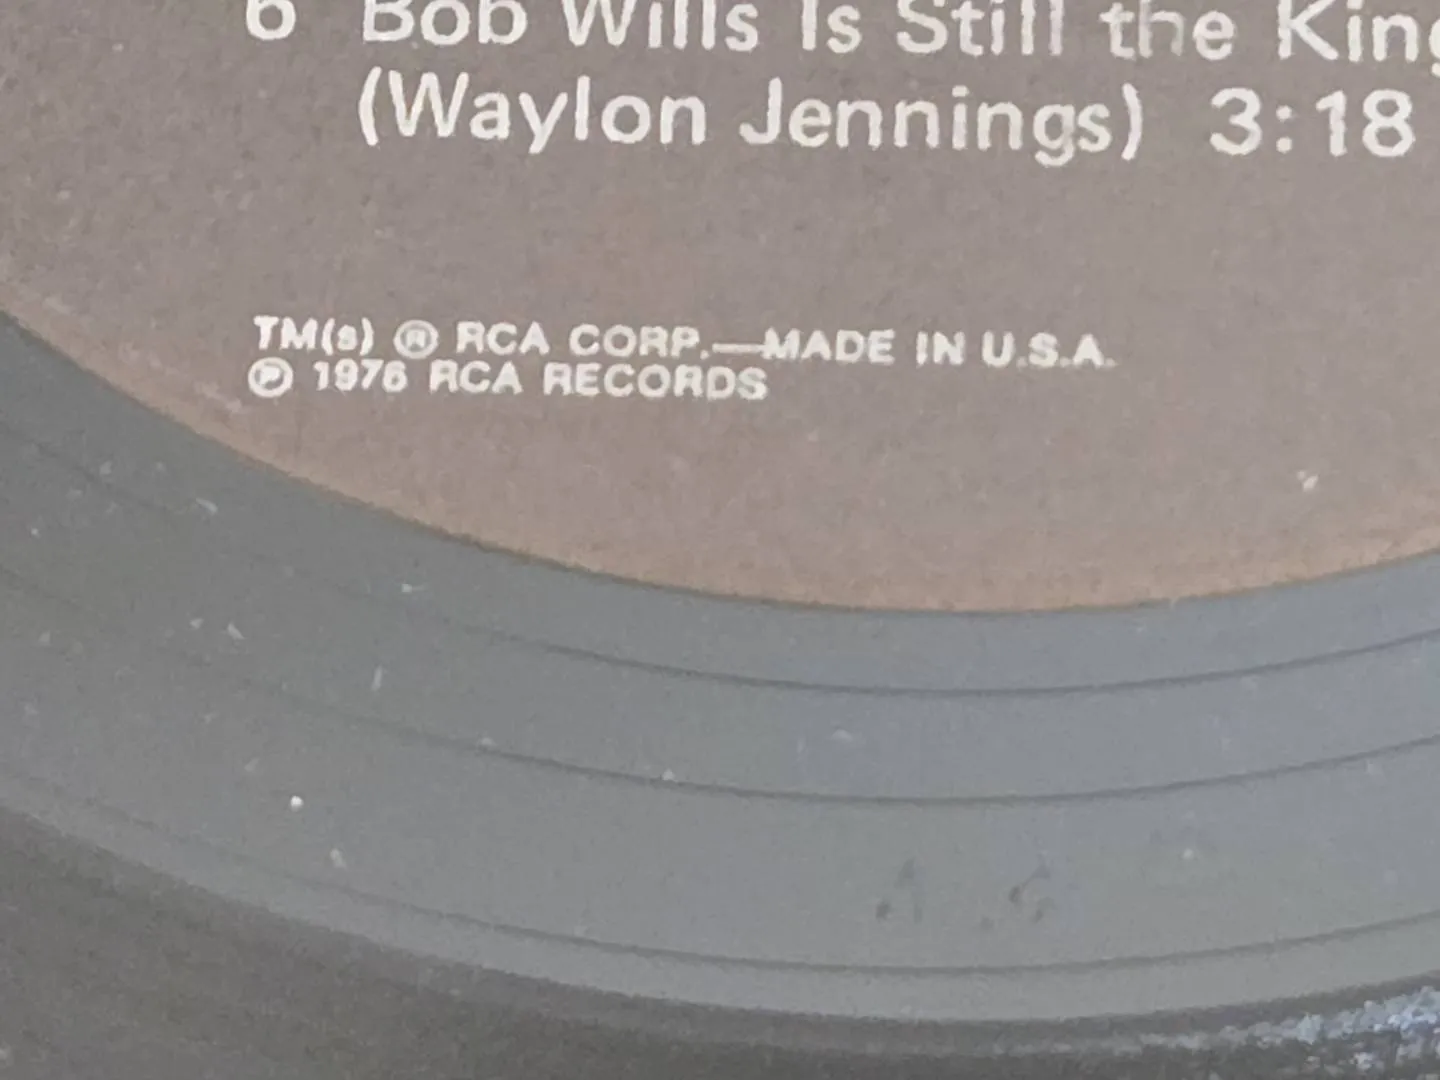 6 Bob Wills Is Still the King
(Waylon Jennings) 3:18
TM(s) ® RCA CORP.—MADE IN U.S.A.
℗ 1976 RCA RECORDS